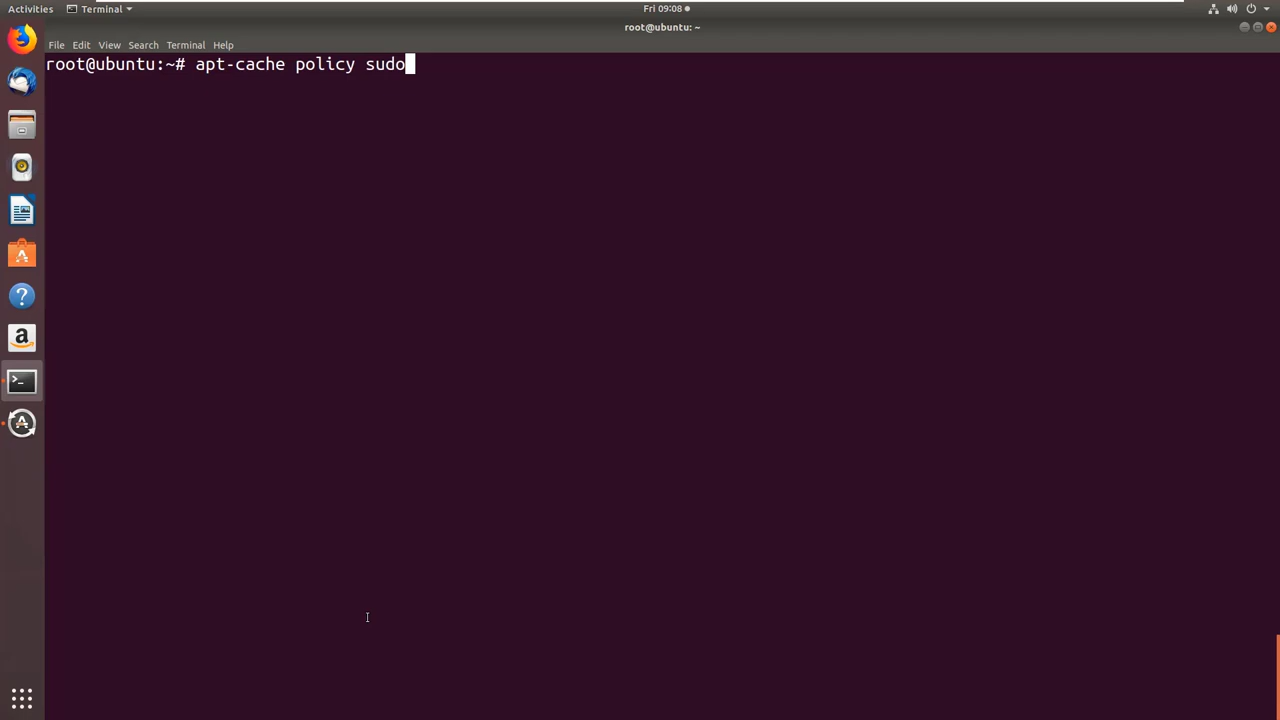 Activities Terminal Fri 09:08
root@ubuntu: ~
File Edit View Search Terminal Help
root@ubuntu:~# apt-cache policy sudo